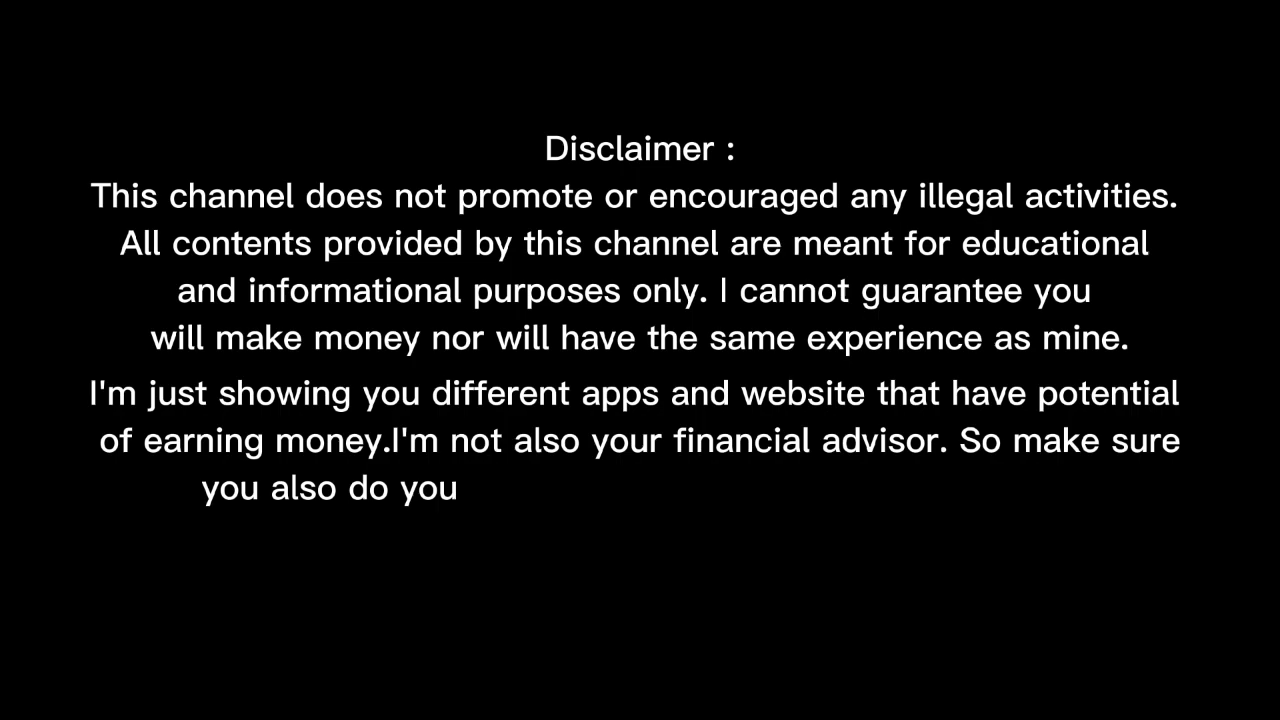 Disclaimer :
This channel does not promote or encouraged any illegal activities.
All contents provided by this channel are meant for educational
and informational purposes only. I cannot guarantee you
will make money nor will have the same experience as mine.
I'm just showing you different apps and website that have potential
of earning money.I'm not also your financial advisor. So make sure
you also do you